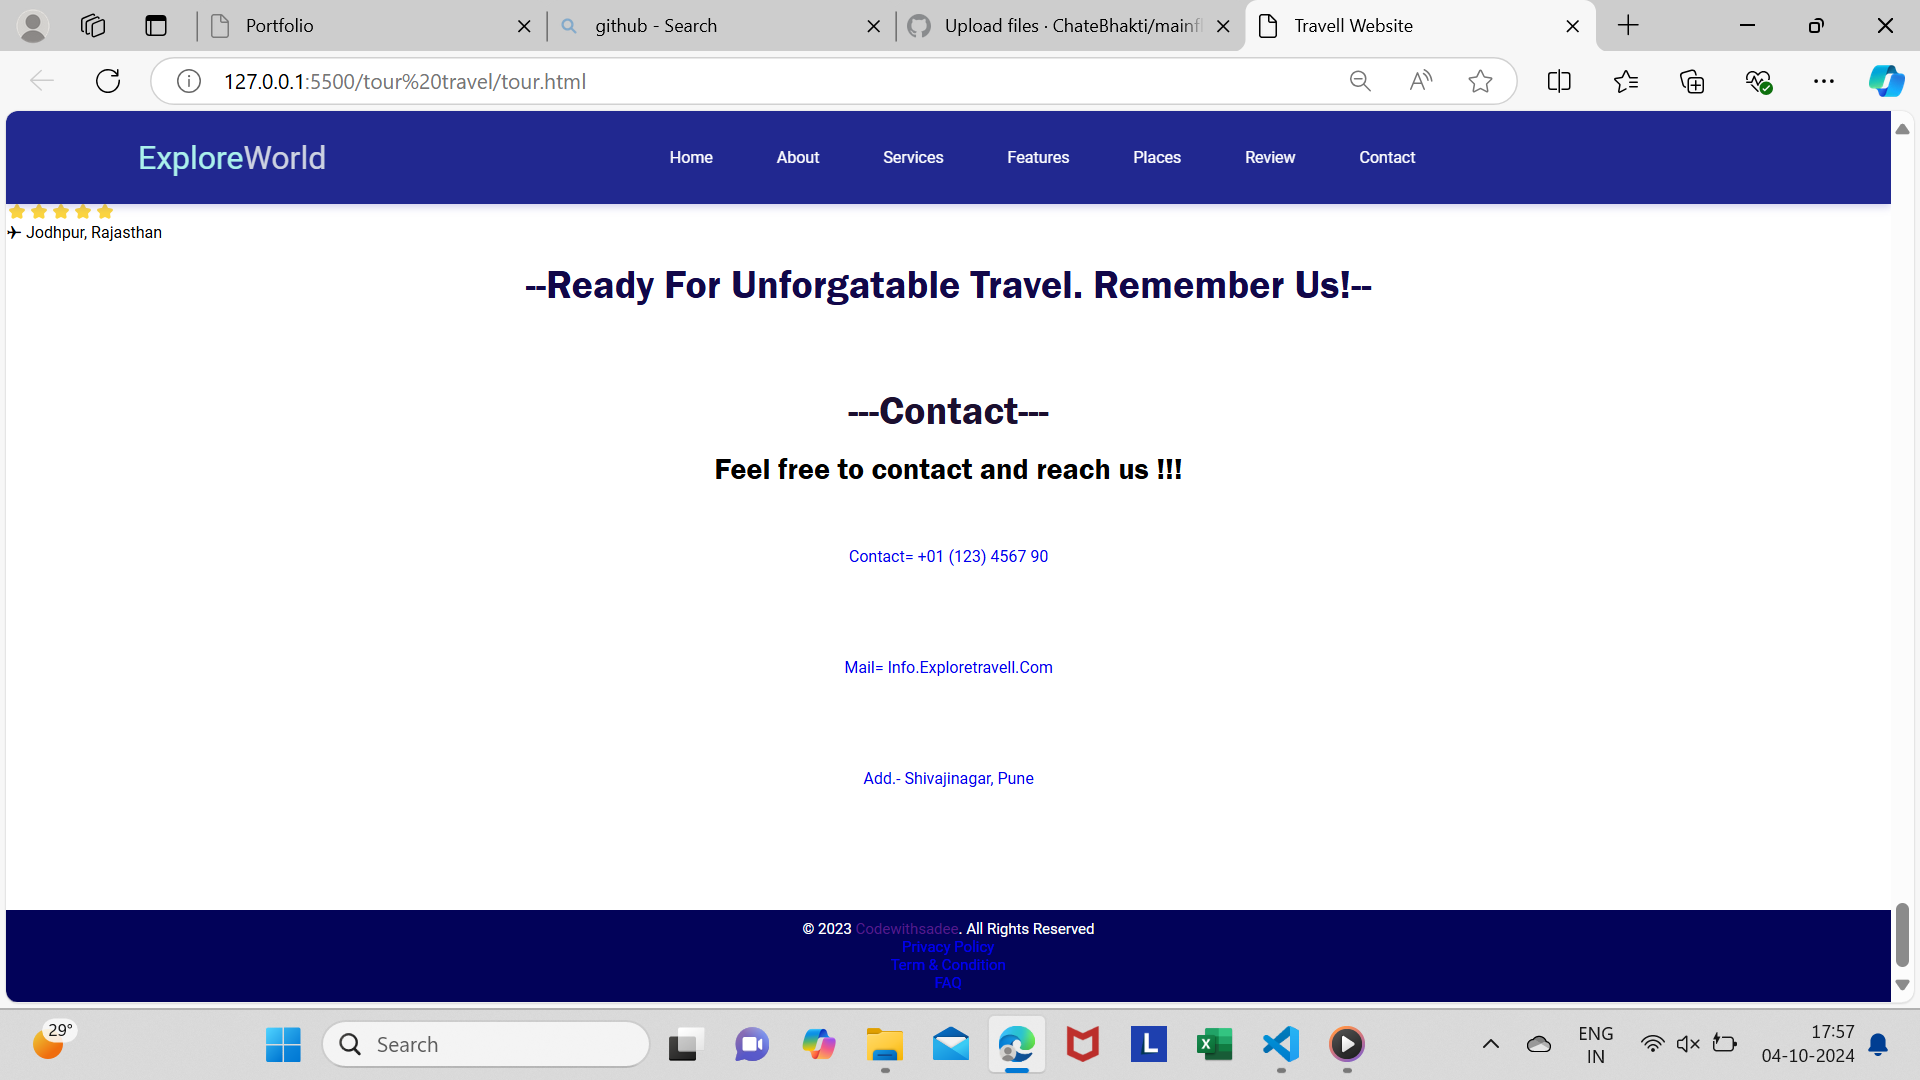 Portfolio
github - Search
Upload files · ChateBhakti/mainfl
Travell Website
127.0.0.1:5500/tour%20travel/tour.html
ExploreWorld
Home About Services Features Places Review Contact
Jodhpur, Rajasthan
--Ready For Unforgatable Travel. Remember Us!--
---Contact---
Feel free to contact and reach us !!!
Contact= +01 (123) 4567 90
Mail= Info.Exploretravell.Com
Add.- Shivajinagar, Pune
© 2023 Codewithsadee. All Rights Reserved
Privacy Policy
Term & Condition
FAQ
29°
Search
ENG
IN
17:57
04-10-2024